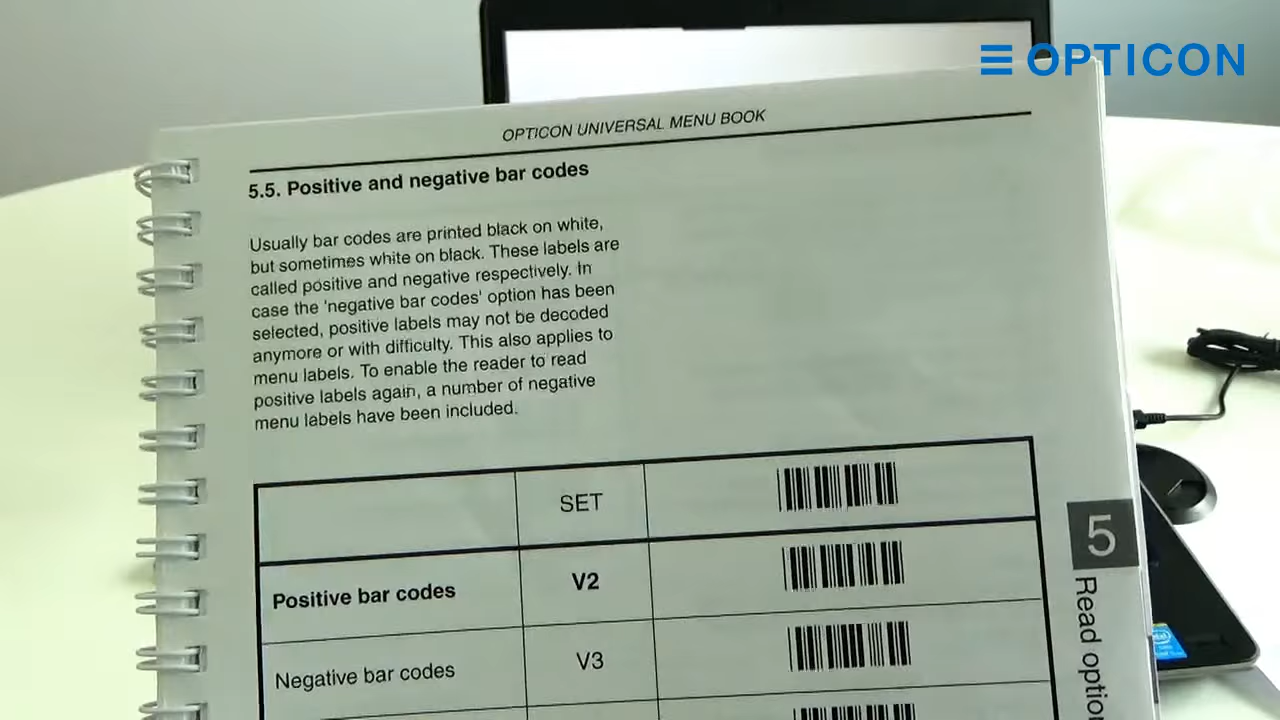 OPTICON
OPTICON UNIVERSAL MENU BOOK
5.5. Positive and negative bar codes
Usually bar codes are printed black on white,
but sometimes white on black. These labels are
called positive and negative respectively. In
case the 'negative bar codes' option has been
selected, positive labels may not be decoded
anymore or with difficulty. This also applies to
menu labels. To enable the reader to read
positive labels again, a number of negative
menu labels have been included.
SET
Positive bar codes V2
Negative bar codes V3
5
Read optio